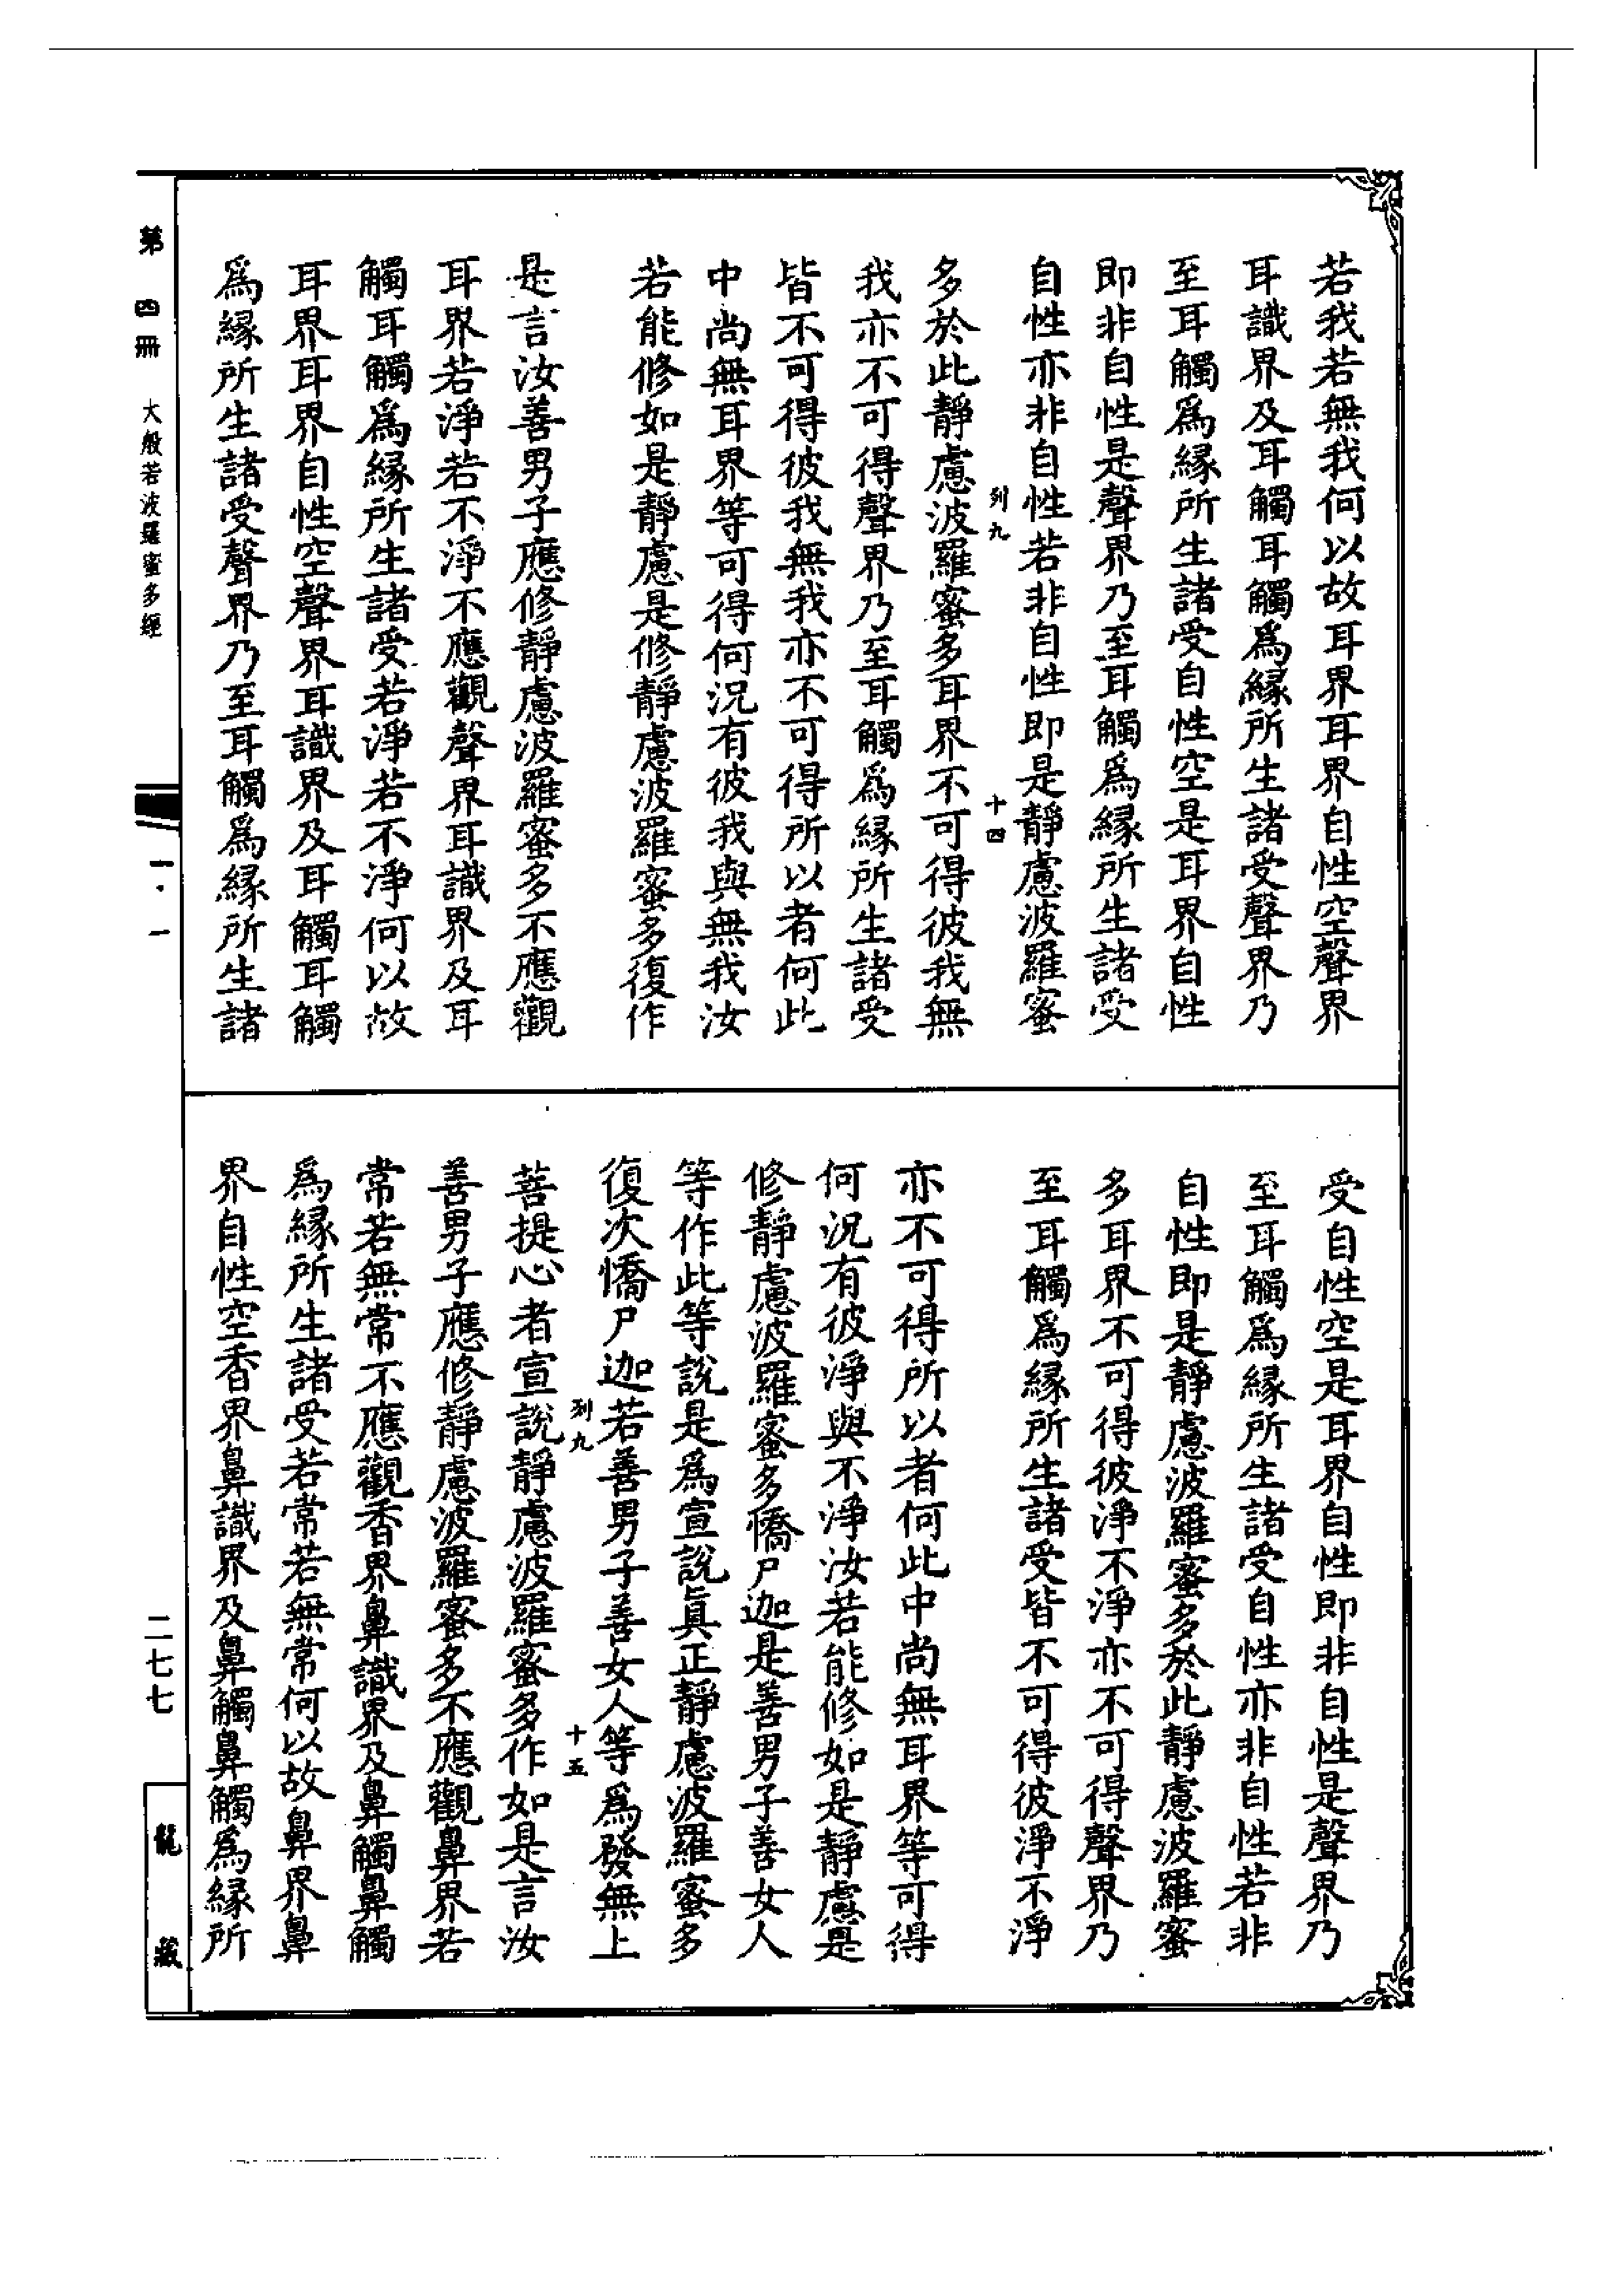 若我若無我何以故耳界耳界自性空聲界
耳識界及耳觸耳觸爲緣所生諸受聲界乃
至耳觸爲緣所生諸受自性空是耳界自性
即非自性是聲界乃至耳觸爲緣所生諸受
自性亦非自性若非自性即是靜慮波羅蜜
列九
十四
多於此靜慮波羅蜜多耳界不可得彼我無
我亦不可得聲界乃至耳觸爲緣所生諸受
皆不可得彼我無我亦不可得所以者何此
中尚無耳界等可得何況有彼我與無我汝
若能修如是靜慮是修靜慮波羅蜜多復作
是言汝善男子應修靜慮波羅蜜多不應觀
耳界若淨若不淨不應觀聲界耳識界及耳
觸耳觸爲緣所生諸受若淨若不淨何以故
耳界耳界自性空聲界耳識界及耳觸耳觸
爲緣所生諸受聲界乃至耳觸爲緣所生諸
受自性空是耳界自性即非自性是聲界乃
至耳觸爲緣所生諸受自性亦非自性若非
自性即是靜慮波羅蜜多於此靜慮波羅蜜
多耳界不可得彼淨不淨亦不可得聲界乃
至耳觸爲緣所生諸受皆不可得彼淨不淨
亦不可得所以者何此中尚無耳界等可得
何況有彼淨與不淨汝若能修如是靜慮是
修靜慮波羅蜜多憍尸迦是善男子善女人
等作此等說是爲宣說真正靜慮波羅蜜多
復次憍尸迦若善男子善女人等爲發無上
列九
十五
菩提心者宣說靜慮波羅蜜多作如是言汝
善男子應修靜慮波羅蜜多不應觀鼻界若
常若無常不應觀香界鼻識界及鼻觸鼻觸
爲緣所生諸受若常若無常何以故鼻界鼻
界自性空香界鼻識界及鼻觸鼻觸爲緣所
第四冊 大般若波羅蜜多經
一·一
二七七
龍藏